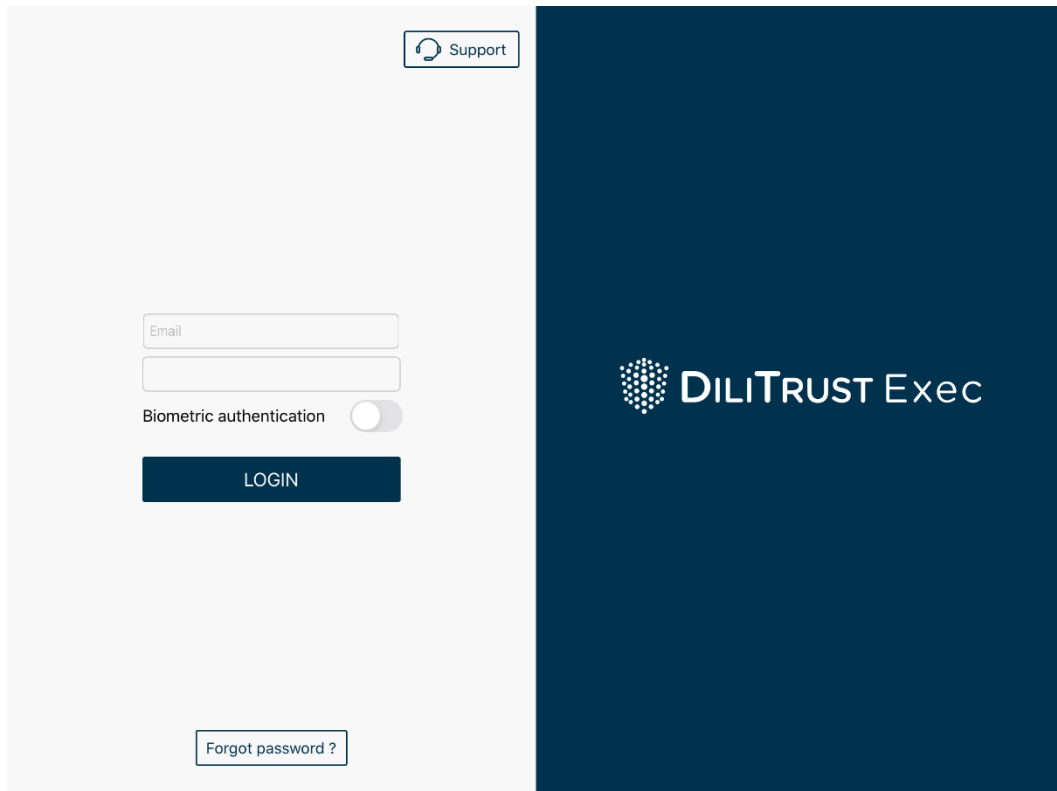 Support
Email
Biometric authentication
LOGIN
Forgot password ?
DILITRUST Exec